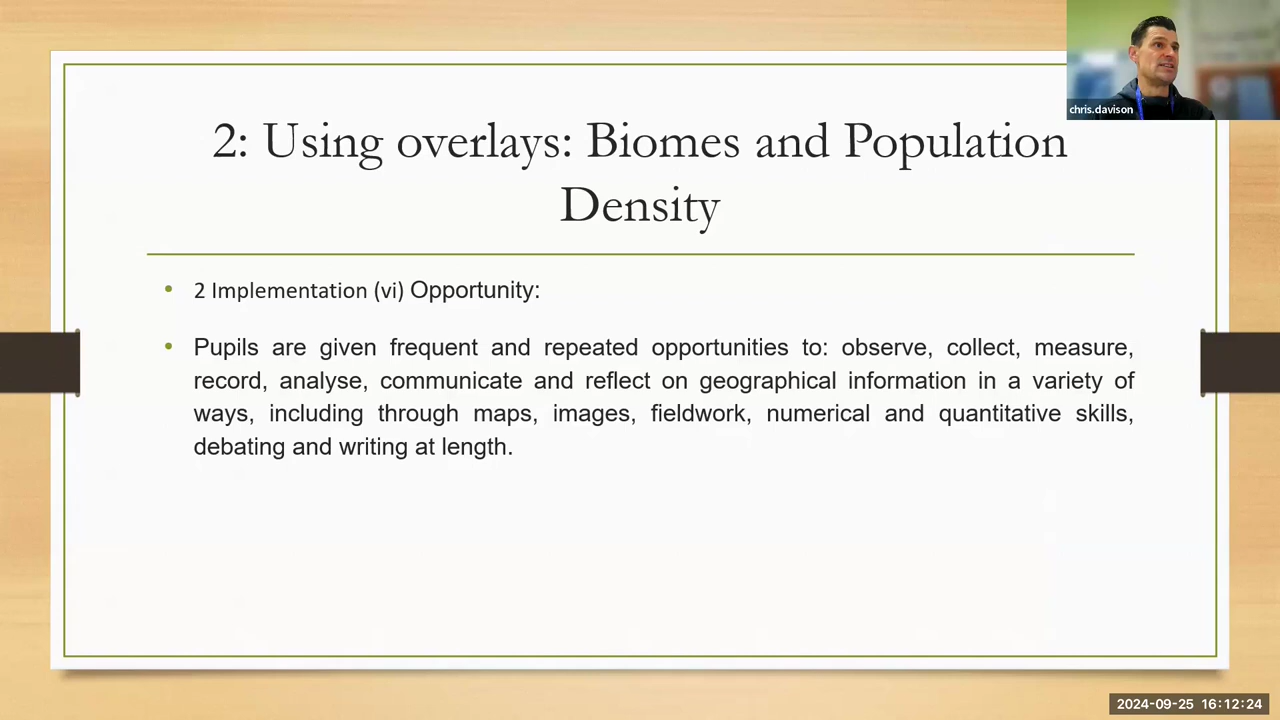 chris.davison
2: Using overlays: Biomes and Population
Density
• 2 Implementation (vi) Opportunity:
• Pupils are given frequent and repeated opportunities to: observe, collect, measure,
record, analyse, communicate and reflect on geographical information in a variety of
ways, including through maps, images, fieldwork, numerical and quantitative skills,
debating and writing at length.
2024-09-25 16:12:24